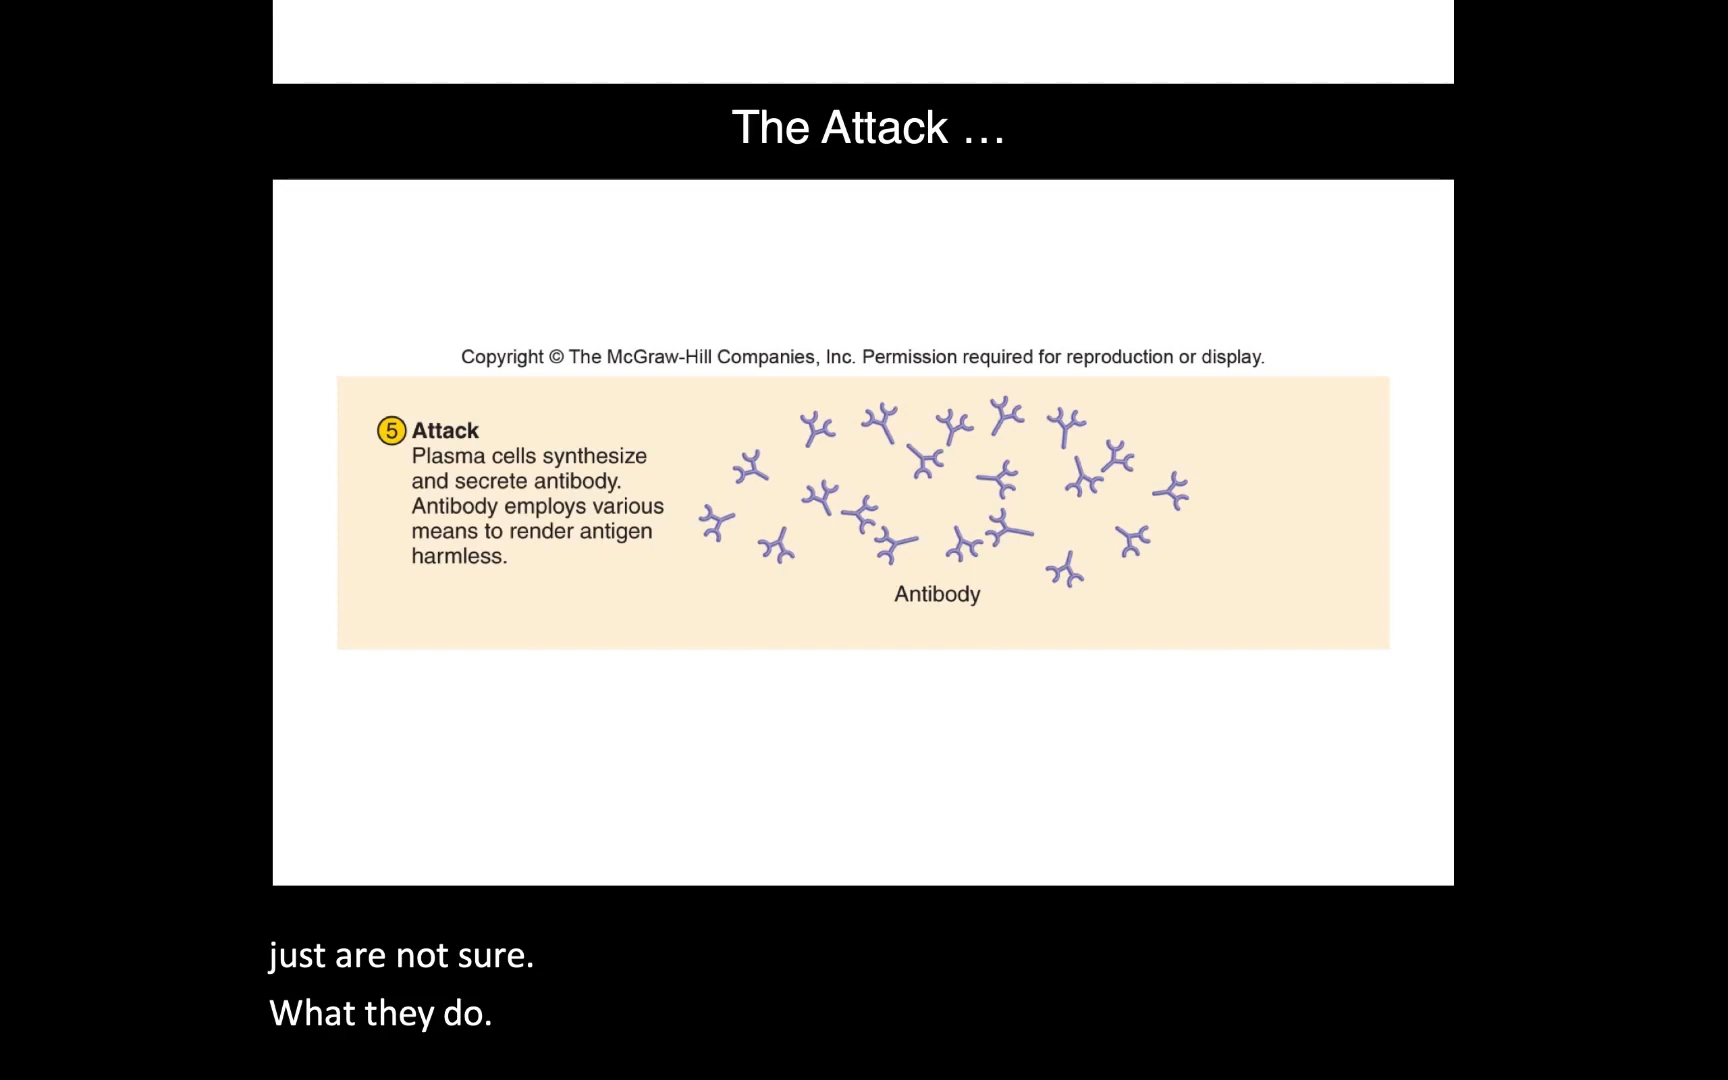 The Attack …
Copyright © The McGraw-Hill Companies, Inc. Permission required for reproduction or display.
5 Attack
Plasma cells synthesize
and secrete antibody.
Antibody employs various
means to render antigen
harmless.
Antibody
just are not sure.
What they do.